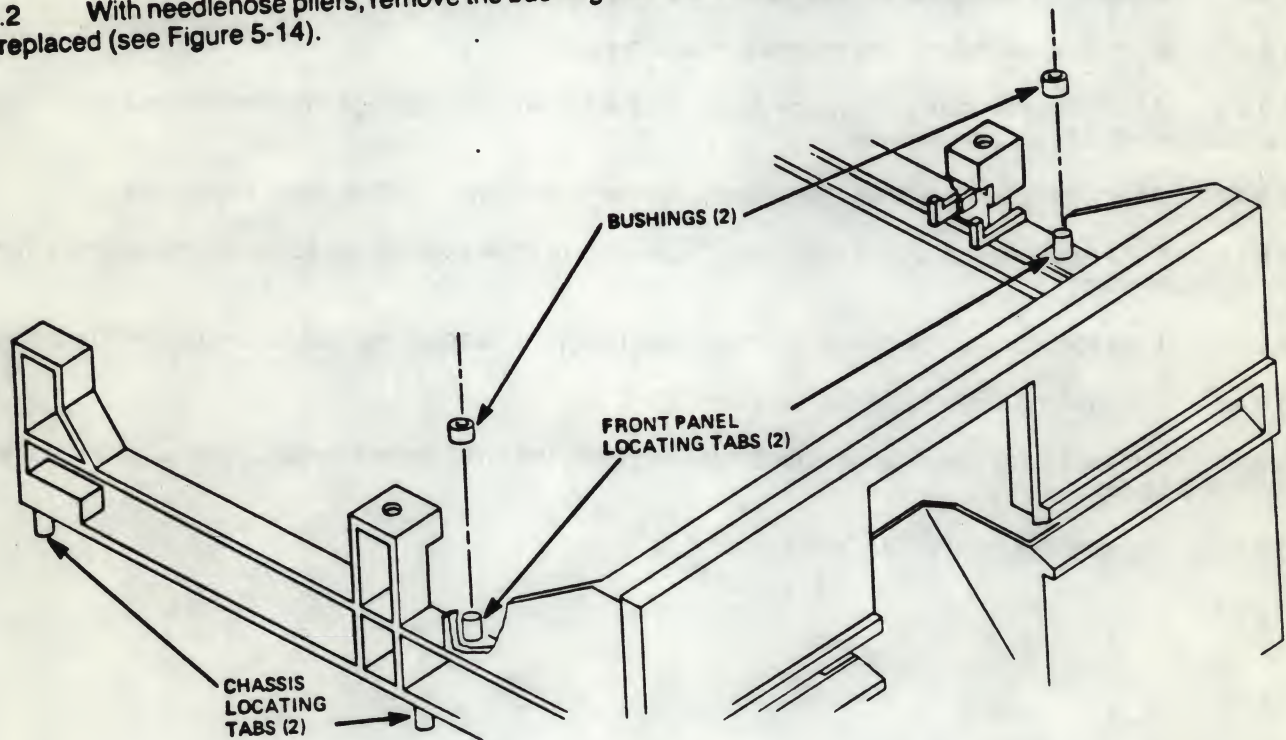 .2 With needlenose pliers, remove the
replaced (see Figure 5-14).
BUSHINGS (2)
FRONT PANEL
LOCATING TABS (2)
CHASSIS
LOCATING
TABS (2)